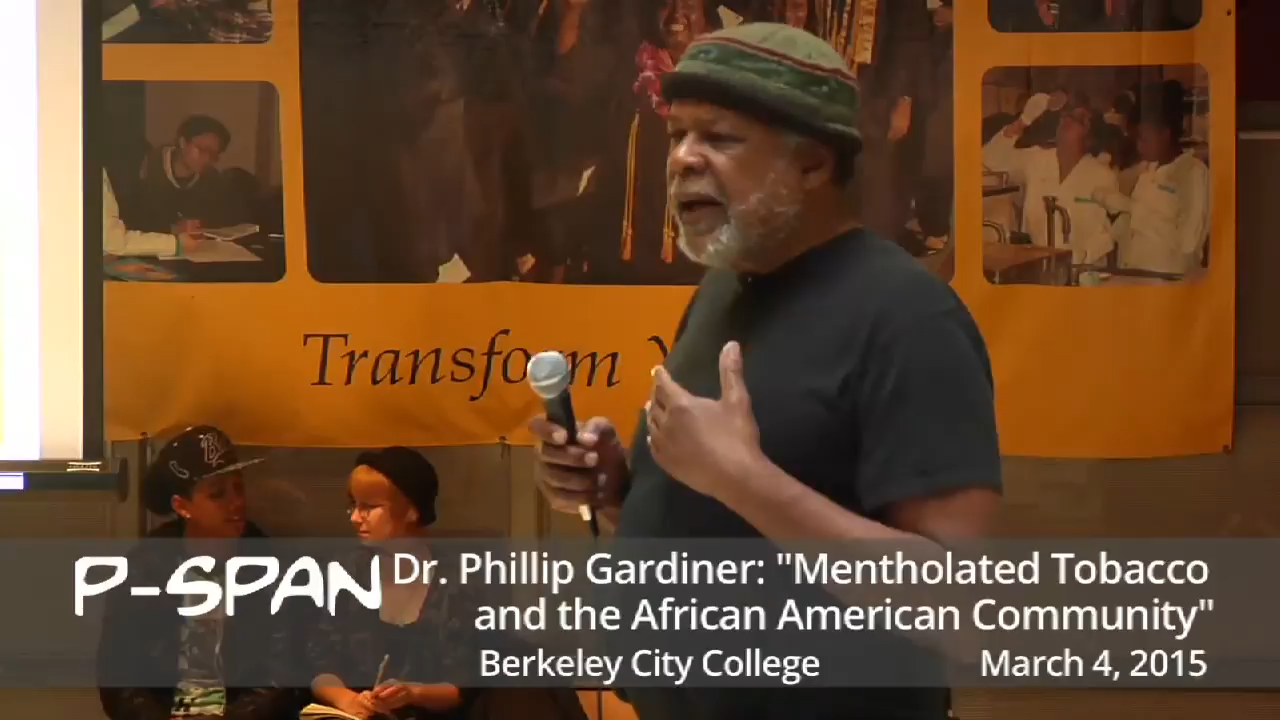 Transform
P-SPAN
Dr. Phillip Gardiner: "Mentholated Tobacco
and the African American Community"
Berkeley City College
March 4, 2015